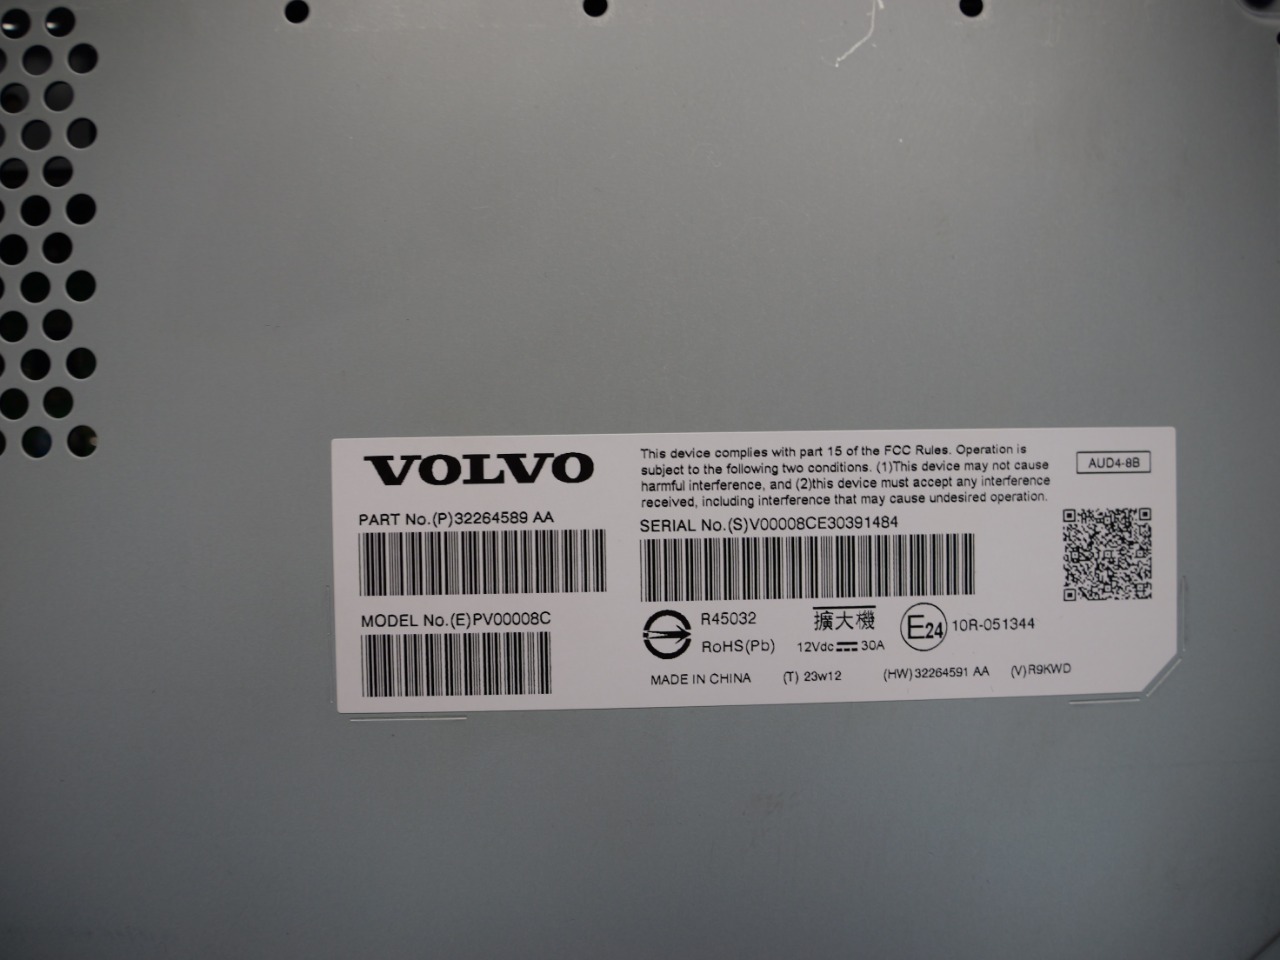 VOLVO
PART No.(P)32264589 AA
MODEL No.(E)PV00008C
This device complies with part 15 of the FCC Rules. Operation is
subject to the following two conditions. (1)This device may not cause
harmful interference, and (2)this device must accept any interference
received, including interference that may cause undesired operation.
SERIAL No.(S)V00008CE30391484
R45032
RoHS(Pb)
擴大機
12Vdc 30A
E24 10R-051344
MADE IN CHINA (T) 23w12 (HW)32264591 AA (V)R9KWD
AUD4-8B